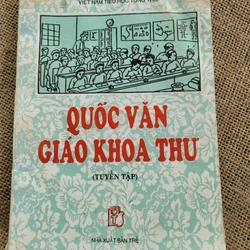 VIỆT NAM TIỂU HỌC TÙNG THƯ
QUỐC VĂN
GIÁO KHOA THƯ
(TUYỂN TẬP)
NHÀ XUẤT BẢN TRẺ